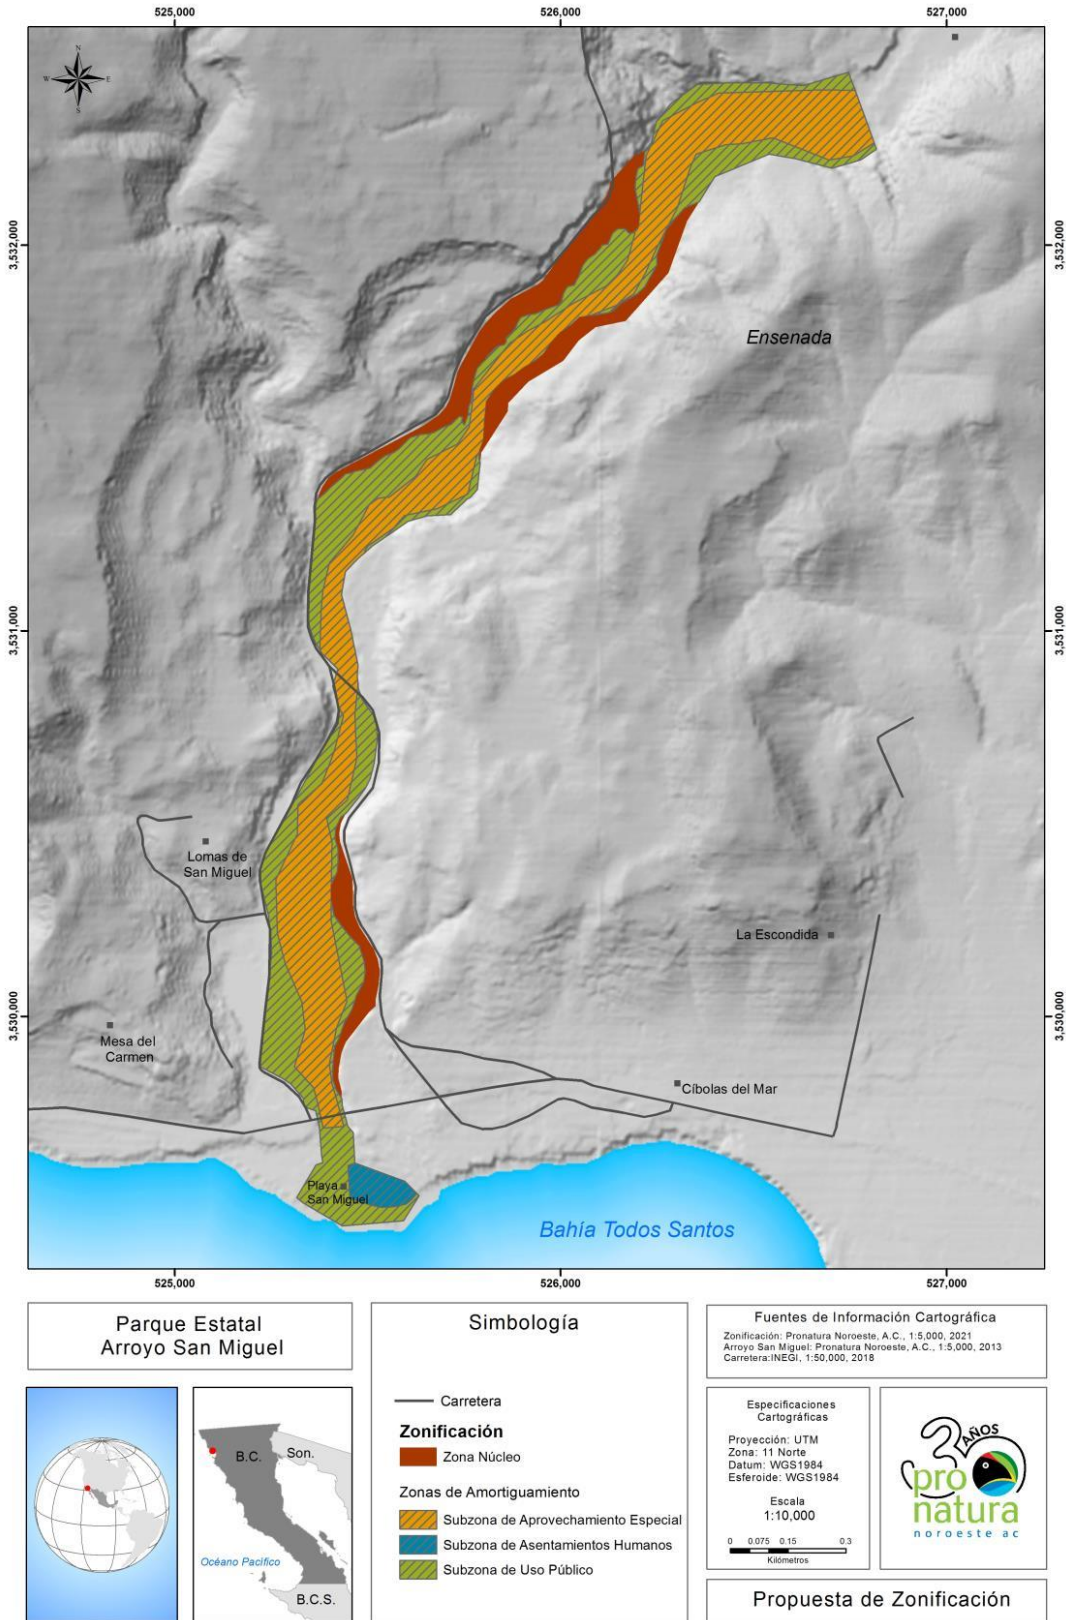 525,000
526,000
527,000
N
W
E
S
3,532,000
3,532,000
Ensenada
3,531,000
3,531,000
Lomas de
San Miguel
La Escondida
3,530,000
3,530,000
Mesa del
Carmen
Cíbolas del Mar
Playa
San Miguel
Bahía Todos Santos
525,000
526,000
527,000
Parque Estatal
Arroyo San Miguel
B.C.
Son.
Océano Pacífico
B.C.S.
Simbología
Carretera
Zonificación
Zona Núcleo
Zonas de Amortiguamiento
Subzona de Aprovechamiento Especial
Subzona de Asentamientos Humanos
Subzona de Uso Público
Fuentes de Información Cartográfica
Zonificación: Pronatura Noroeste, A.C., 1:5,000, 2021
Arroyo San Miguel: Pronatura Noroeste, A.C., 1:5,000, 2013
Carretera:INEGI, 1:50,000, 2018
Especificaciones
Cartográficas
Proyección: UTM
Zona: 11 Norte
Datum: WGS1984
Esferoide: WGS1984
Escala
1:10,000
0 0.075 0.15 0.3
Kilómetros
30 AÑOS
pro
natura
noroeste ac
Propuesta de Zonificación